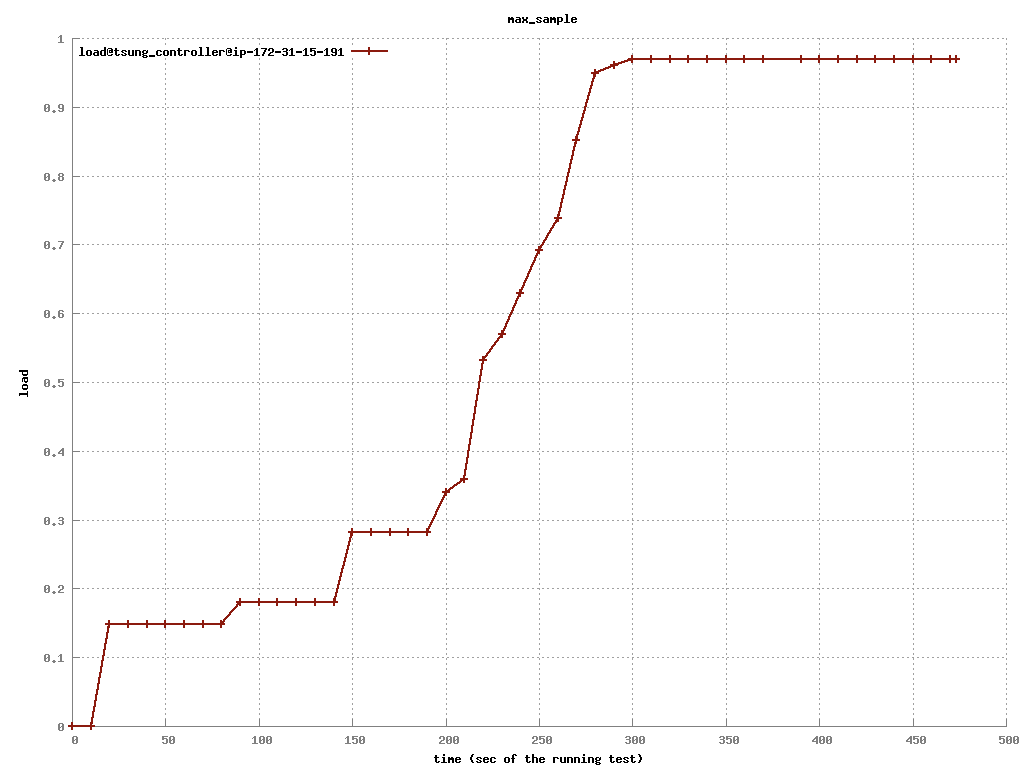 max_sample
load@tsung_controller@ip-172-31-15-191
1
0.9
0.8
0.7
0.6
0.5
0.4
0.3
0.2
0.1
0
load
0 50 100 150 200 250 300 350 400 450 500
time (sec of the running test)